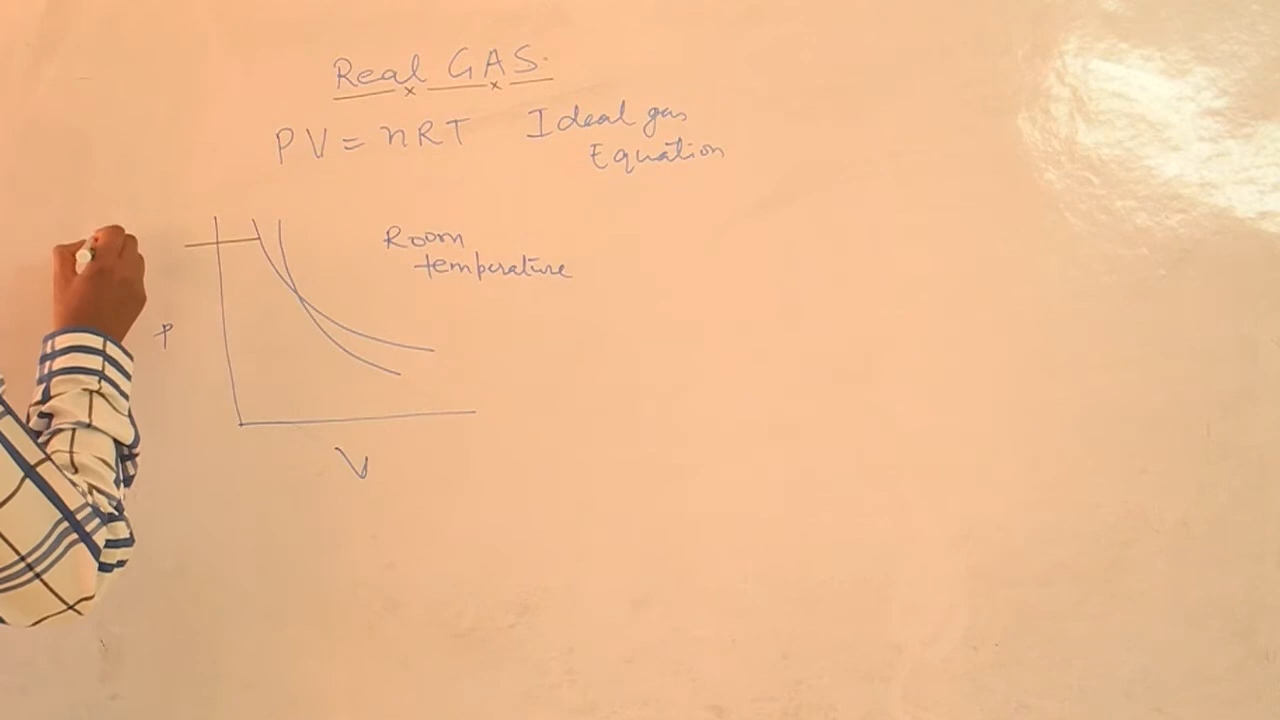 Real GAS.
PV = nRT Ideal gas
Equation
Room
temperature
P
V